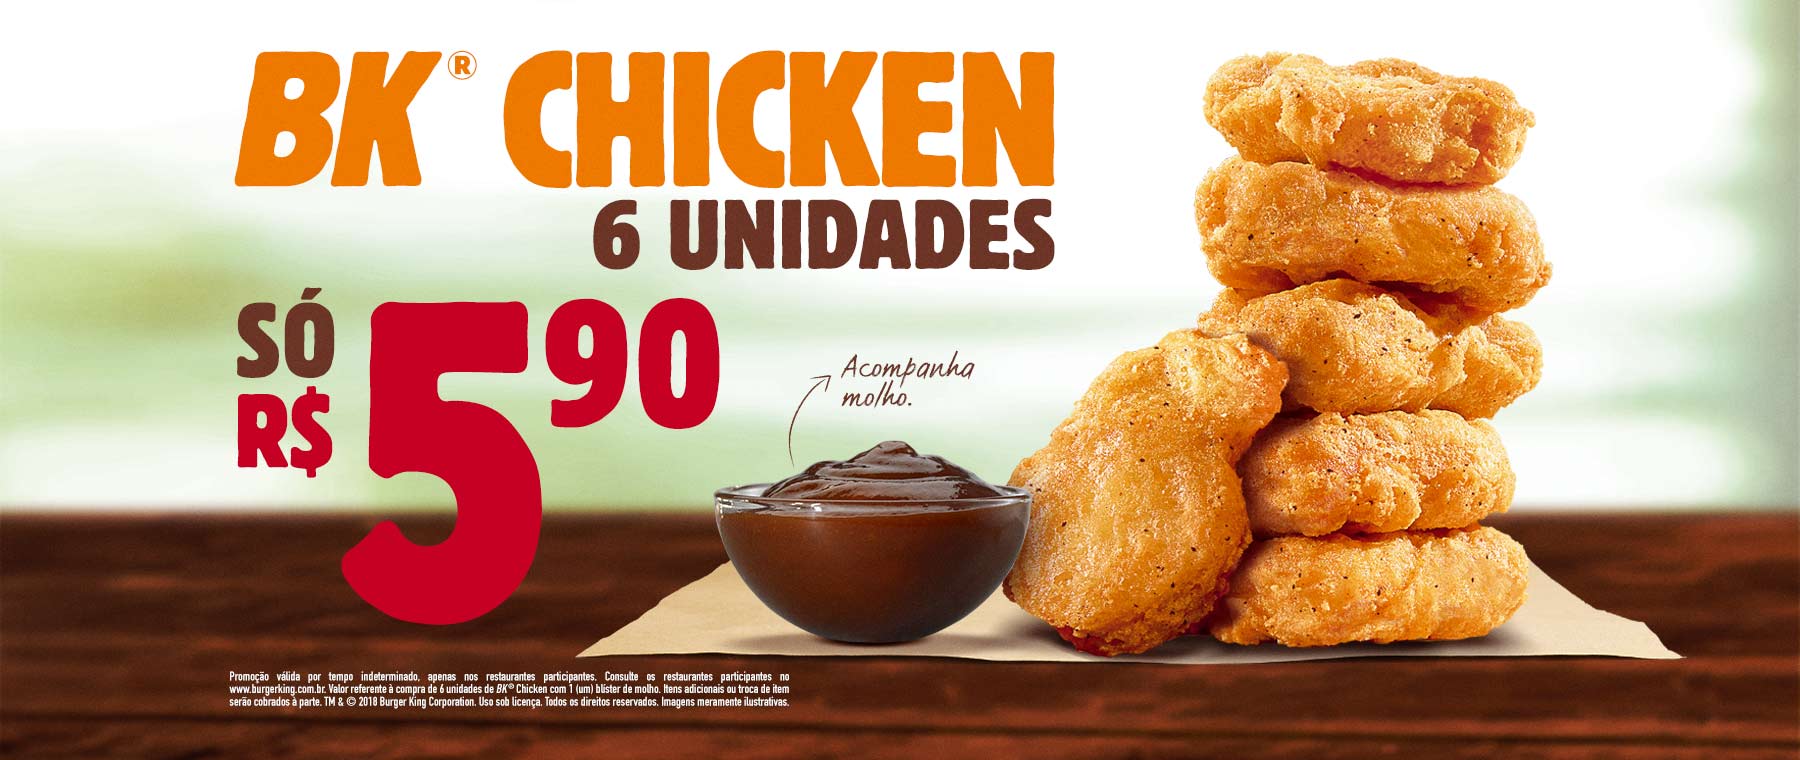 BK® CHICKEN
6 UNIDADES
SÓ
R$ 5,90
Acompanha
molho.
Promoção válida por tempo indeterminado, apenas nos restaurantes participantes. Consulte os restaurantes participantes no
www.burgerking.com.br. Valor referente à compra de 6 unidades de BK® Chicken com 1 (um) blíster de molho. Itens adicionais ou troca de item
serão cobrados à parte. TM & © 2018 Burger King Corporation. Uso sob licença. Todos os direitos reservados. Imagens meramente ilustrativas.